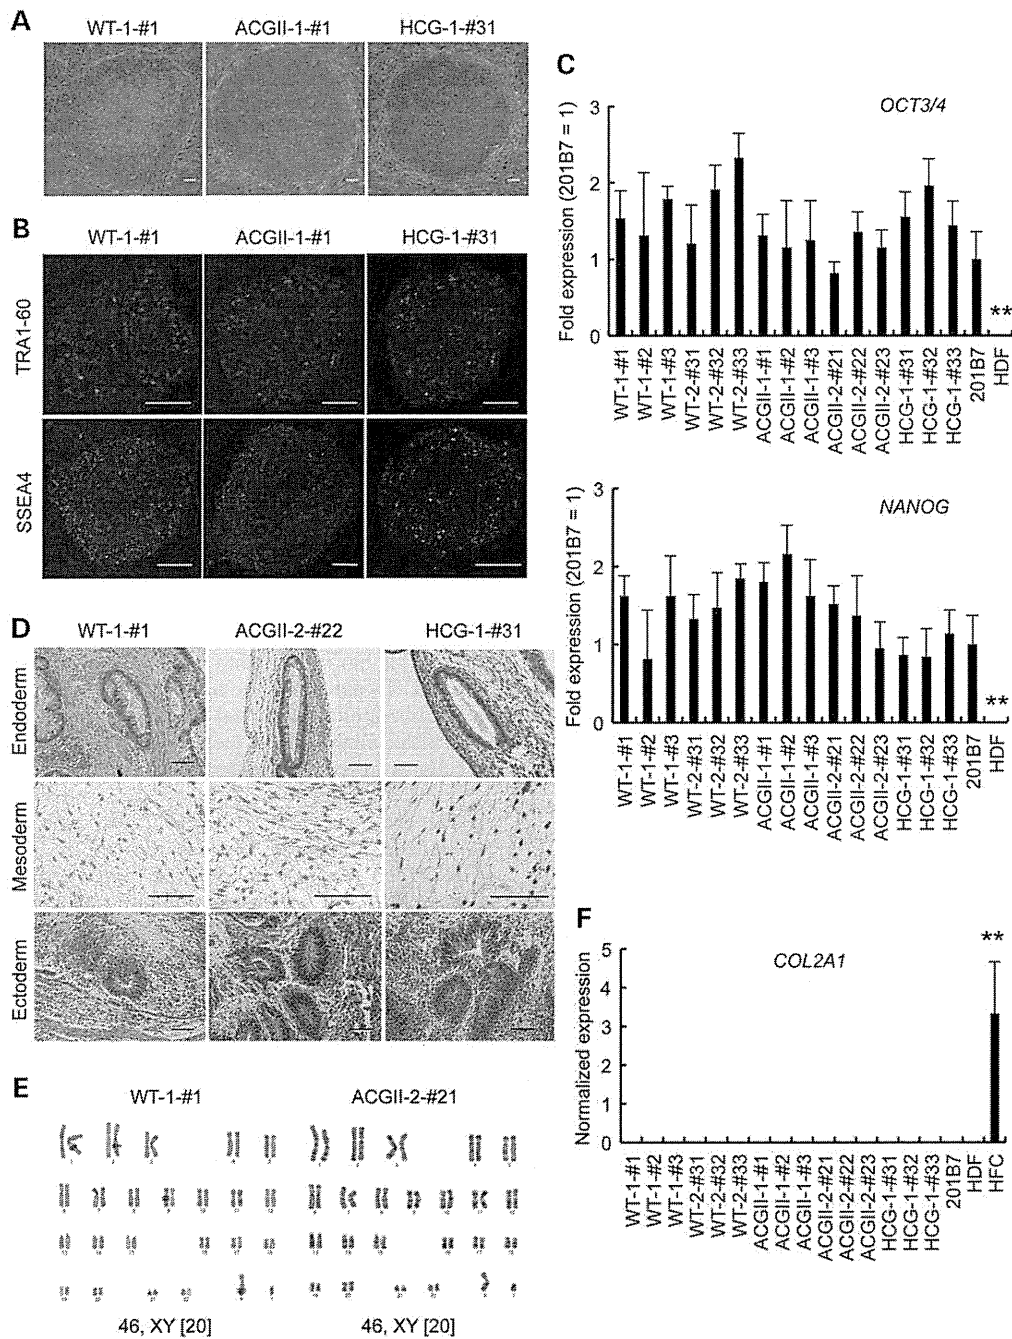 A
WT-1-#1 ACGII-1-#1 HCG-1-#31
B
WT-1-#1 ACGII-1-#1 HCG-1-#31
TRA1-60
SSEA4
C
OCT3/4
Fold expression (201B7 = 1)
3
2
1
0
**
WT-1-#1
WT-1-#2
WT-1-#3
WT-2-#31
WT-2-#32
WT-2-#33
ACGII-1-#1
ACGII-1-#2
ACGII-1-#3
ACGII-2-#21
ACGII-2-#22
ACGII-2-#23
HCG-1-#31
HCG-1-#32
HCG-1-#33
201B7
HDF
NANOG
Fold expression (201B7 = 1)
3
2
1
0
**
WT-1-#1
WT-1-#2
WT-1-#3
WT-2-#31
WT-2-#32
WT-2-#33
ACGII-1-#1
ACGII-1-#2
ACGII-1-#3
ACGII-2-#21
ACGII-2-#22
ACGII-2-#23
HCG-1-#31
HCG-1-#32
HCG-1-#33
201B7
HDF
D
WT-1-#1 ACGII-2-#22 HCG-1-#31
Endoderm
Mesoderm
Ectoderm
E
WT-1-#1 ACGII-2-#21
46, XY [20] 46, XY [20]
F
COL2A1
**
Normalized expression
5
4
3
2
1
0
WT-1-#1
WT-1-#2
WT-1-#3
WT-2-#31
WT-2-#32
WT-2-#33
ACGII-1-#1
ACGII-1-#2
ACGII-1-#3
ACGII-2-#21
ACGII-2-#22
ACGII-2-#23
HCG-1-#31
HCG-1-#32
HCG-1-#33
201B7
HDF
HFC